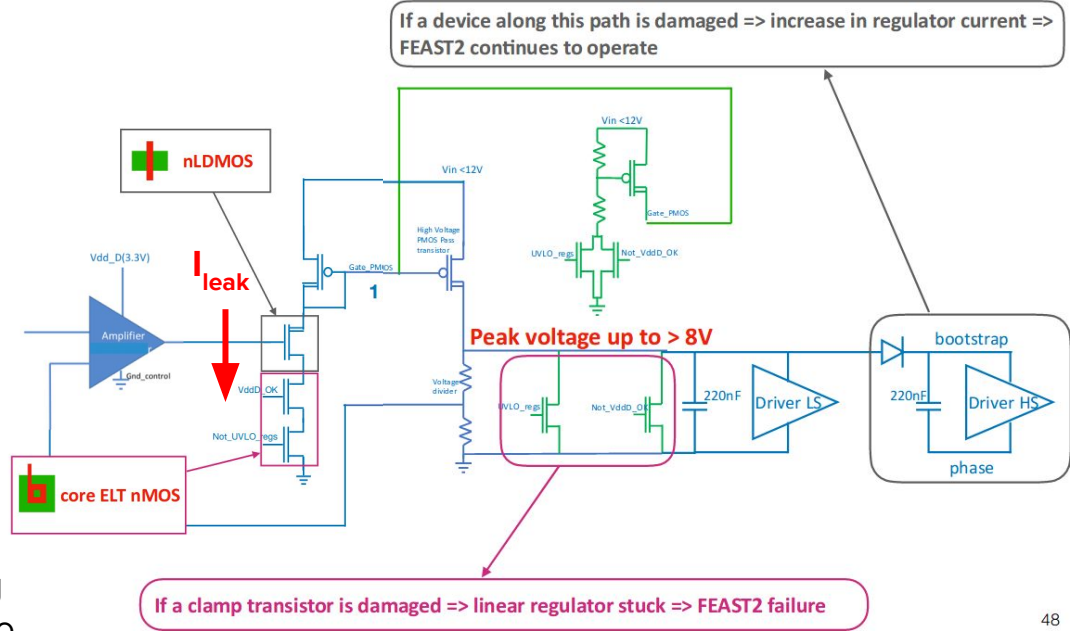 If a device along this path is damaged => increase in regulator current =>
FEAST2 continues to operate
Vin <12V
nLDMOS
Vin <12V
High Voltage
PMOS Pass
transistor
Gate_PMOS
UVLO_regs
Not_VddD_OK
Vdd_D(3.3V)
Ileak
Gate_PMOS
1
Amplifier
Gnd_control
Peak voltage up to > 8V
bootstrap
VddD_OK
Voltage
divider
UVLO_regs
Not_VddD_OK
220nF
Driver LS
220nF
Driver HS
Not_UVLO_regs
phase
core ELT nMOS
If a clamp transistor is damaged => linear regulator stuck => FEAST2 failure
48